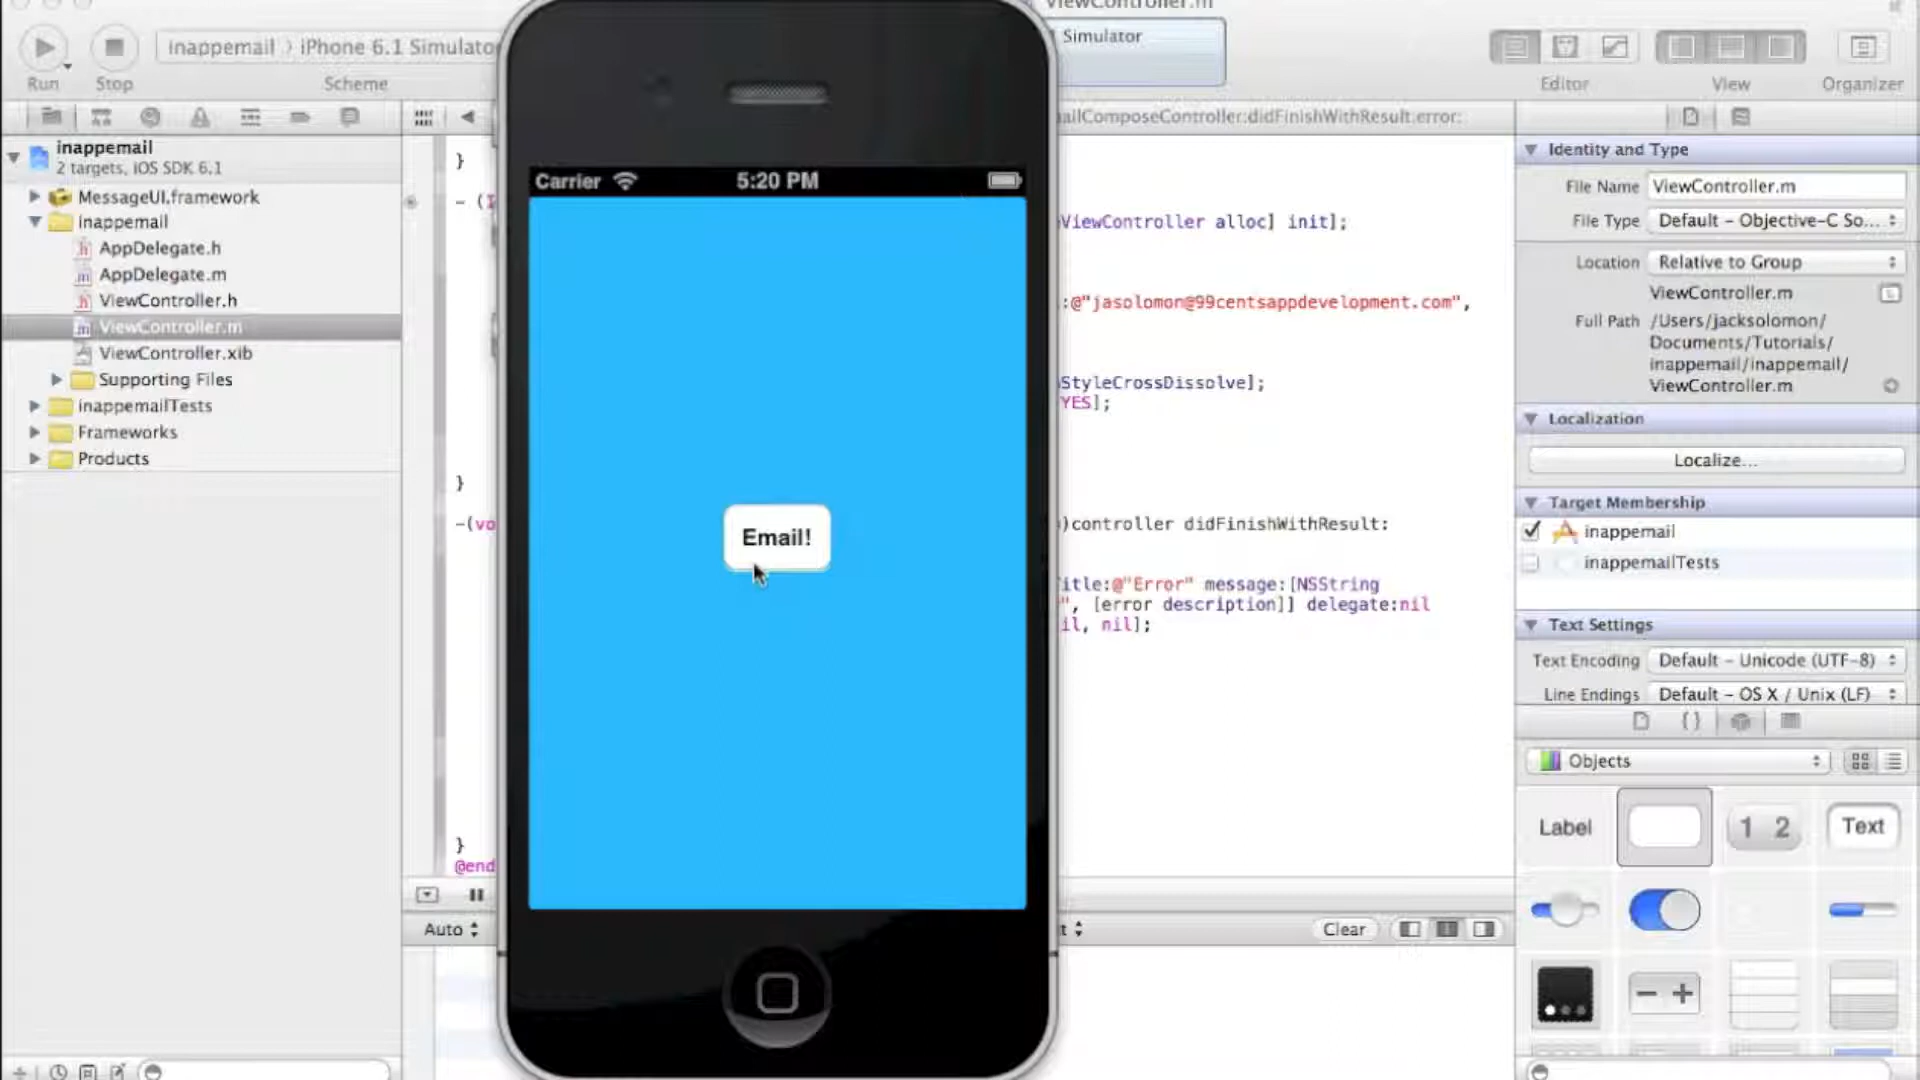 ViewController.m
inappemail 〉 iPhone 6.1 Simulato
Simulator
Run
Stop
Scheme
Editor
View
Organizer
ailComposeController:didFinishWithResult:error:
inappemail
2 targets, iOS SDK 6.1
MessageUI.framework
inappemail
AppDelegate.h
AppDelegate.m
ViewController.h
ViewController.m
ViewController.xib
Supporting Files
inappemailTests
Frameworks
Products
}
- (I
ViewController alloc] init];
:@"jasolomon@99centsappdevelopment.com",
StyleCrossDissolve];
YES];
}
-(vo
)controller didFinishWithResult:
itle:@"Error" message:[NSString
", [error description]] delegate:nil
il, nil];
}
@end
Auto
t
Clear
Carrier
5:20 PM
Email!
Identity and Type
File Name ViewController.m
File Type Default - Objective-C So...
Location Relative to Group
ViewController.m
Full Path /Users/jacksolomon/
Documents/Tutorials/
inappemail/inappemail/
ViewController.m
Localization
Localize...
Target Membership
inappemail
inappemailTests
Text Settings
Text Encoding Default - Unicode (UTF-8)
Line Endings Default - OS X / Unix (LF)
{ }
Objects
Label
1 2
Text